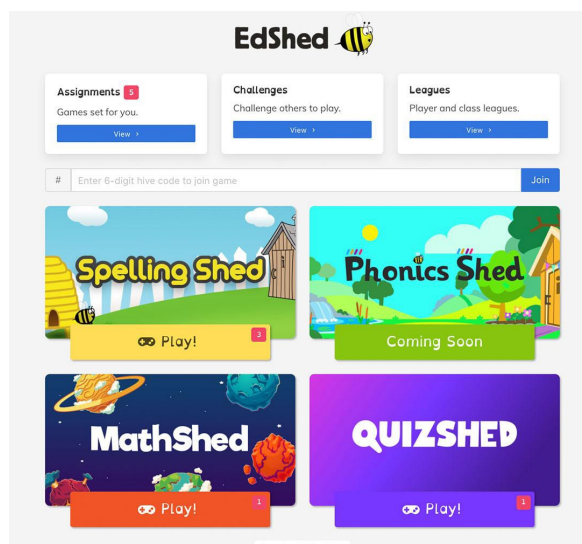 EdShed
Assignments 5
Games set for you.
View ›
Challenges
Challenge others to play.
View ›
Leagues
Player and class leagues.
View ›
# Enter 6-digit hive code to join game Join
Spelling Shed
Play! 3
Phonics Shed
Coming Soon
MathShed
Play! 1
QUIZSHED
Play! 1